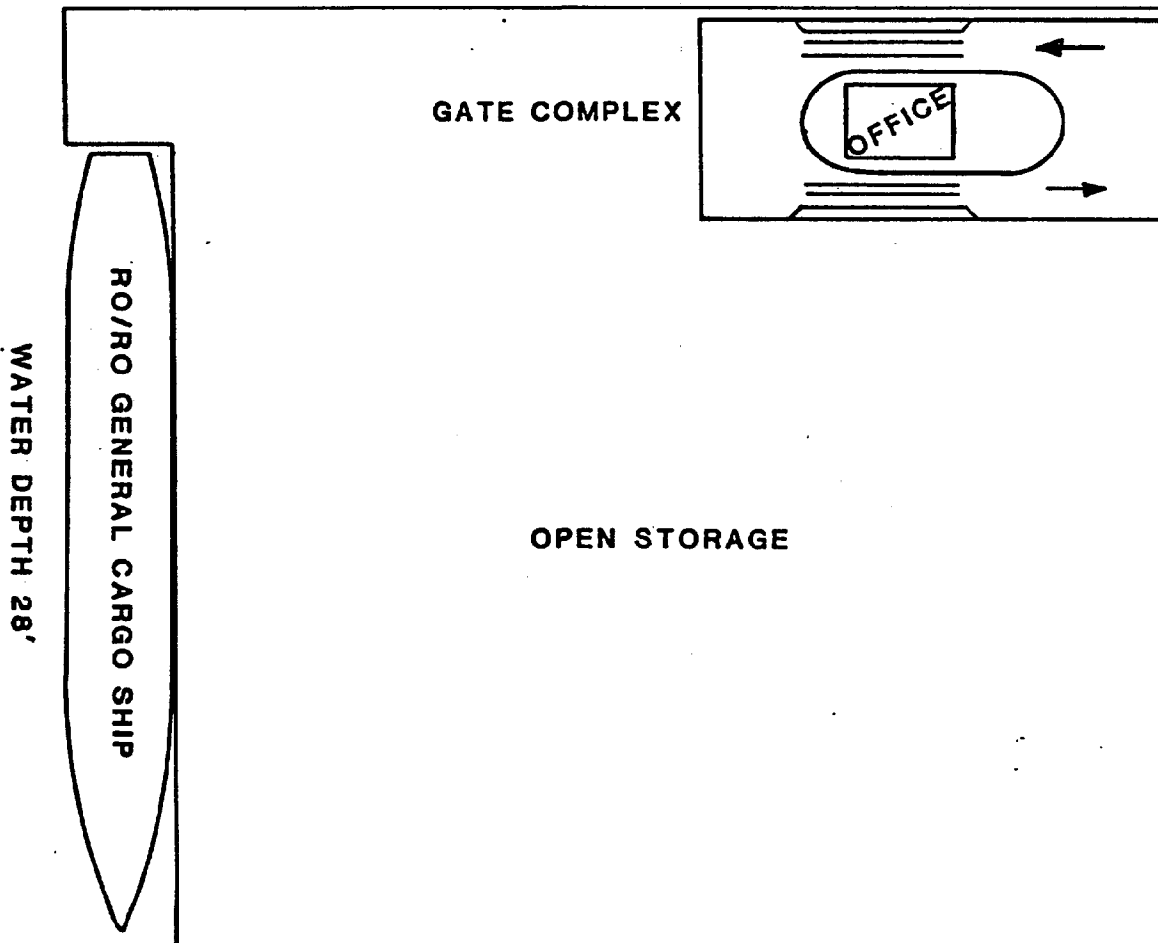 GATE COMPLEX
OFFICE
RO/RO GENERAL CARGO SHIP
WATER DEPTH 28'
OPEN STORAGE